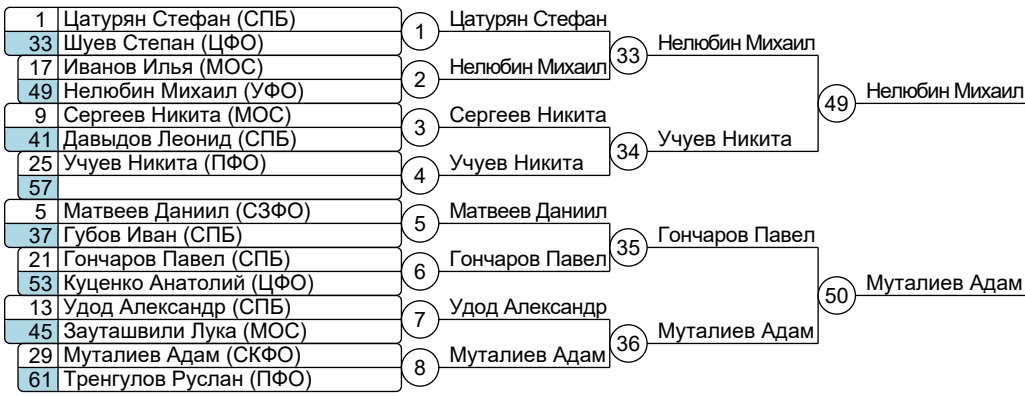 1 Цатурян Стефан (СПБ)
33 Шуев Степан (ЦФО)
17 Иванов Илья (МОС)
49 Нелюбин Михаил (УФО)
9 Сергеев Никита (МОС)
41 Давыдов Леонид (СПБ)
25 Учуев Никита (ПФО)
57
5 Матвеев Даниил (СЗФО)
37 Губов Иван (СПБ)
21 Гончаров Павел (СПБ)
53 Куценко Анатолий (ЦФО)
13 Удод Александр (СПБ)
45 Зауташвили Лука (МОС)
29 Муталиев Адам (СКФО)
61 Тренгулов Руслан (ПФО)
1 Цатурян Стефан
2 Нелюбин Михаил
3 Сергеев Никита
4 Учуев Никита
5 Матвеев Даниил
6 Гончаров Павел
7 Удод Александр
8 Муталиев Адам
33 Нелюбин Михаил
34 Учуев Никита
35 Гончаров Павел
36 Муталиев Адам
49 Нелюбин Михаил
50 Муталиев Адам